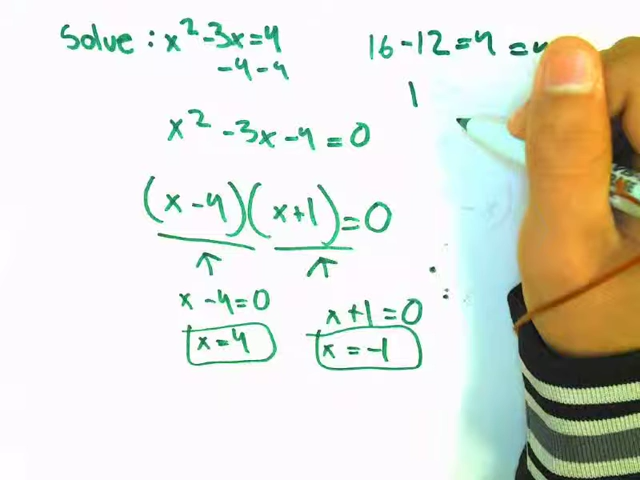 Solve : x² - 3x = 4
- 4 - 4
x² - 3x - 4 = 0
(x - 4)(x + 1) = 0
x - 4 = 0
x = 4
x + 1 = 0
x = -1
16 - 12 = 4 =
1